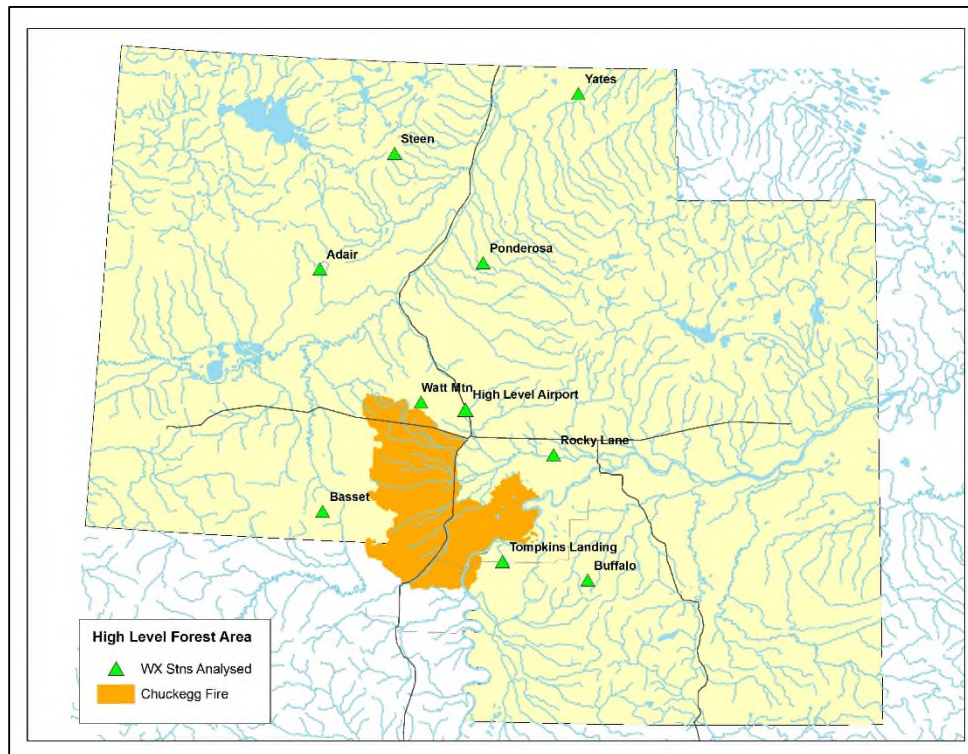 Yates
Steen
Adair
Ponderosa
Watt Mtn
High Level Airport
Rocky Lane
Basset
Tompkins Landing
Buffalo
High Level Forest Area
WX Stns Analysed
Chuckegg Fire